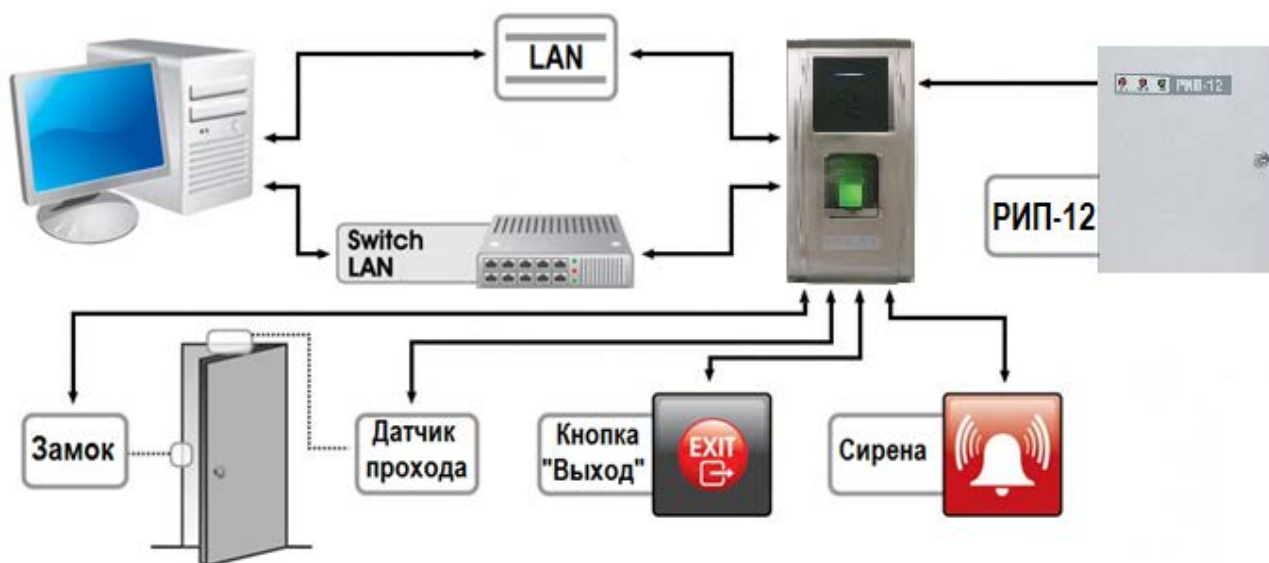 LAN
РИП-12
РИП-12
Switch
LAN
Замок
Датчик
прохода
Кнопка
"Выход"
EXIT
Сирена